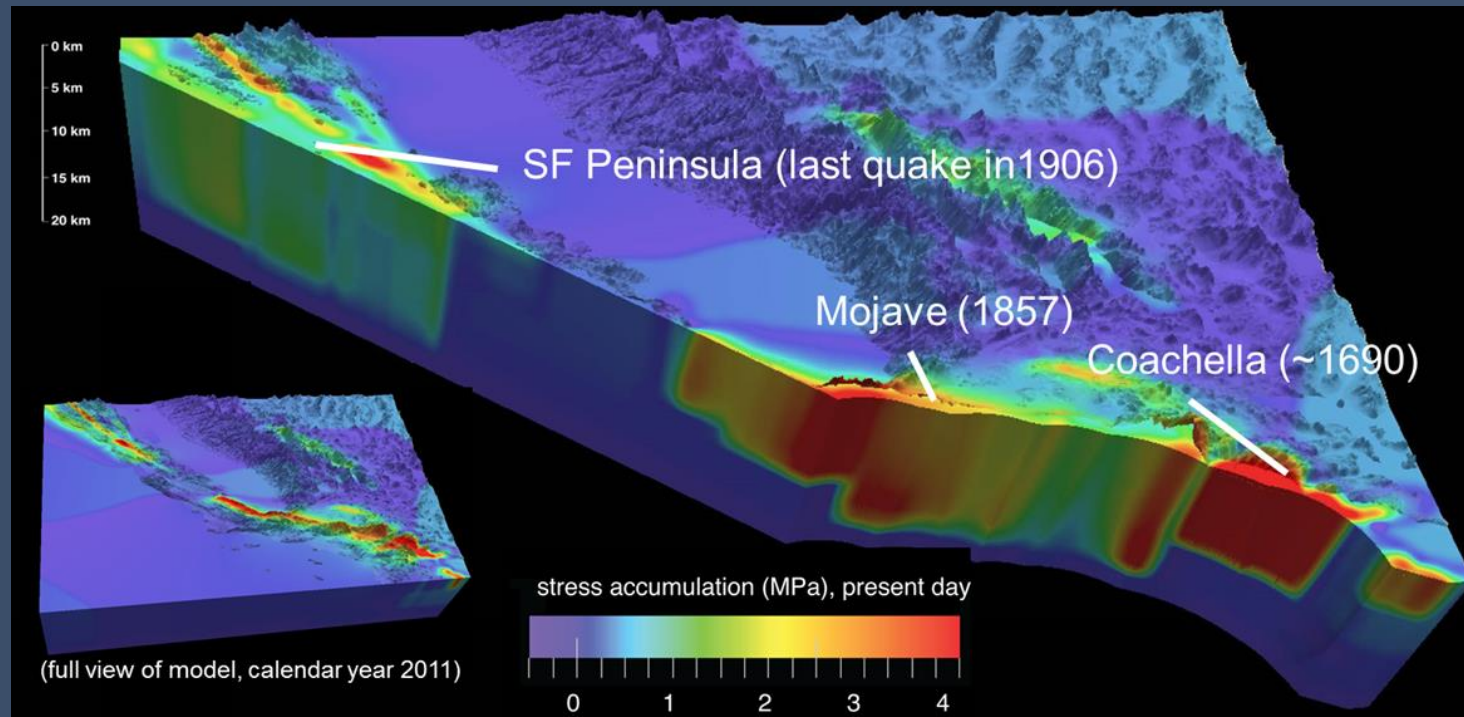 0 km
5 km
10 km
15 km
20 km
SF Peninsula (last quake in1906)
Mojave (1857)
Coachella (~1690)
stress accumulation (MPa), present day
0 1 2 3 4
(full view of model, calendar year 2011)